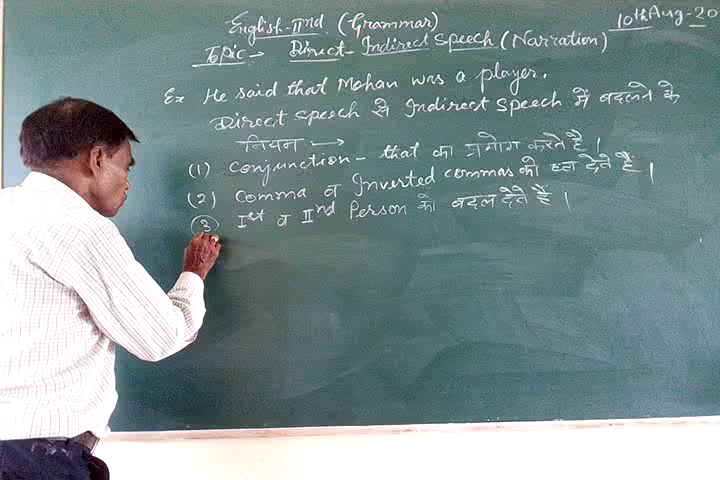 English-IInd (Grammar)
10th Aug-20
Topic → Direct-Indirect Speech (Narration)
Ex He said that Mohan was a player.
Direct Speech से Indirect Speech में बदलने के
नियम →
(1) Conjunction - that का प्रयोग करते है।
(2) Comma व Inverted commas को हटा देते हैं।
(3) Ist व IInd Person को बदल देते हैं।